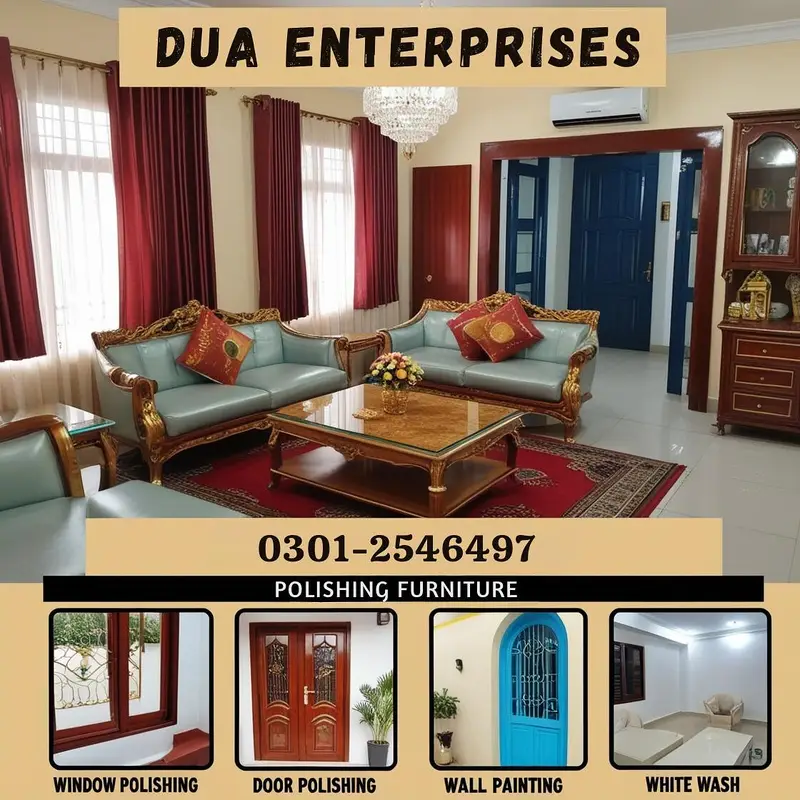 DUA ENTERPRISES
0301-2546497
POLISHING FURNITURE
WINDOW POLISHING
DOOR POLISHING
WALL PAINTING
WHITE WASH